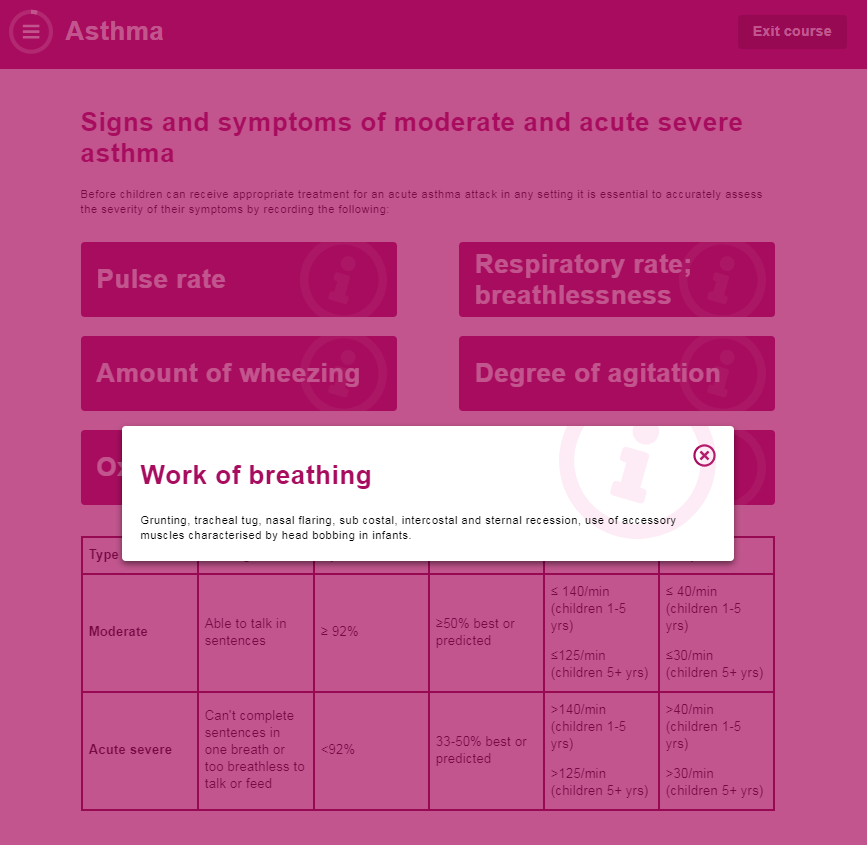 Asthma
Exit course
Signs and symptoms of moderate and acute severe
asthma
Before children can receive appropriate treatment for an acute asthma attack in any setting it is essential to accurately assess
the severity of their symptoms by recording the following:
Pulse rate
Respiratory rate;
breathlessness
Amount of wheezing
Degree of agitation
Work of breathing
Grunting, tracheal tug, nasal flaring, sub costal, intercostal and sternal recession, use of accessory
muscles characterised by head bobbing in infants.
Type
Moderate
Able to talk in
sentences
≥ 92%
≥50% best or
predicted
≤ 140/min
(children 1-5
yrs)
≤125/min
(children 5+ yrs)
≤ 40/min
(children 1-5
yrs)
≤30/min
(children 5+ yrs)
Acute severe
Can't complete
sentences in
one breath or
too breathless to
talk or feed
<92%
33-50% best or
predicted
>140/min
(children 1-5
yrs)
>125/min
(children 5+ yrs)
>40/min
(children 1-5
yrs)
>30/min
(children 5+ yrs)